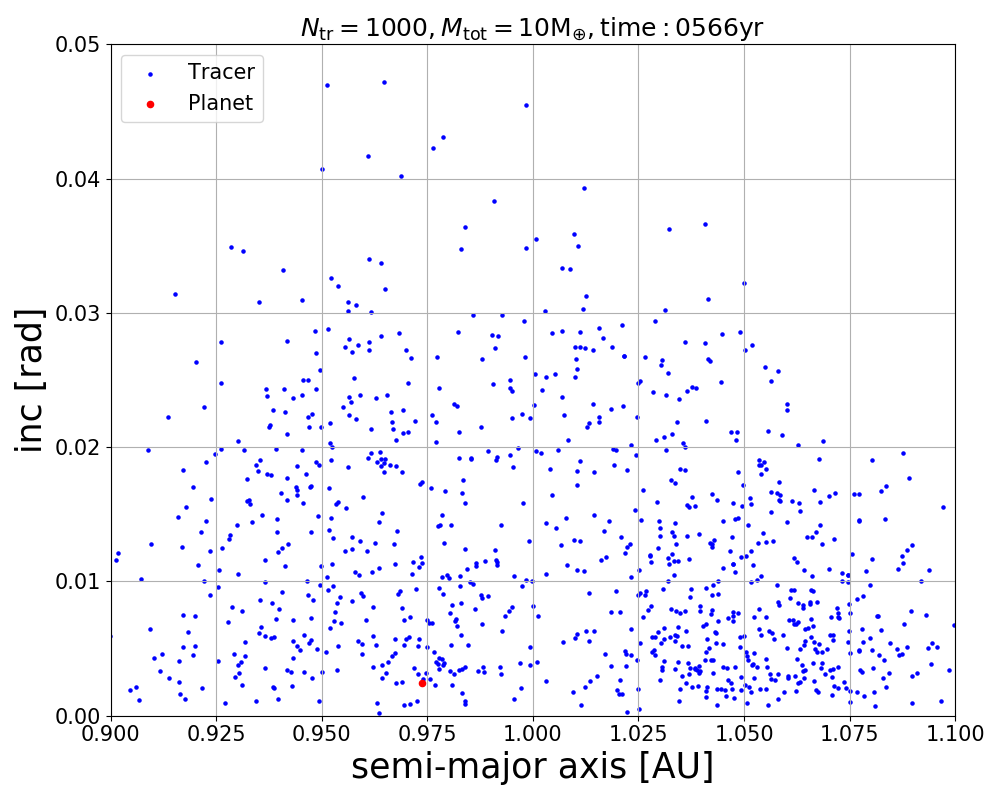 N_tr = 1000, M_tot = 10M_⊕, time : 0566yr
Tracer
Planet
0.05
0.04
0.03
0.02
0.01
0.00
inc [rad]
0.900 0.925 0.950 0.975 1.000 1.025 1.050 1.075 1.100
semi-major axis [AU]